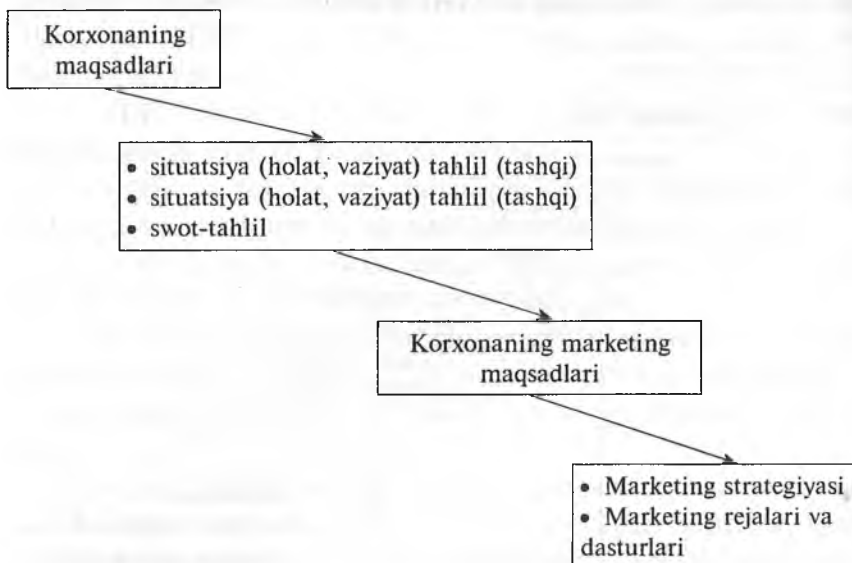 Korxonaning
maqsadlari
• situatsiya (holat, vaziyat) tahlil (tashqi)
• situatsiya (holat, vaziyat) tahlil (tashqi)
• swot-tahlil
Korxonaning marketing
maqsadlari
• Marketing strategiyasi
• Marketing rejalari va
dasturlari